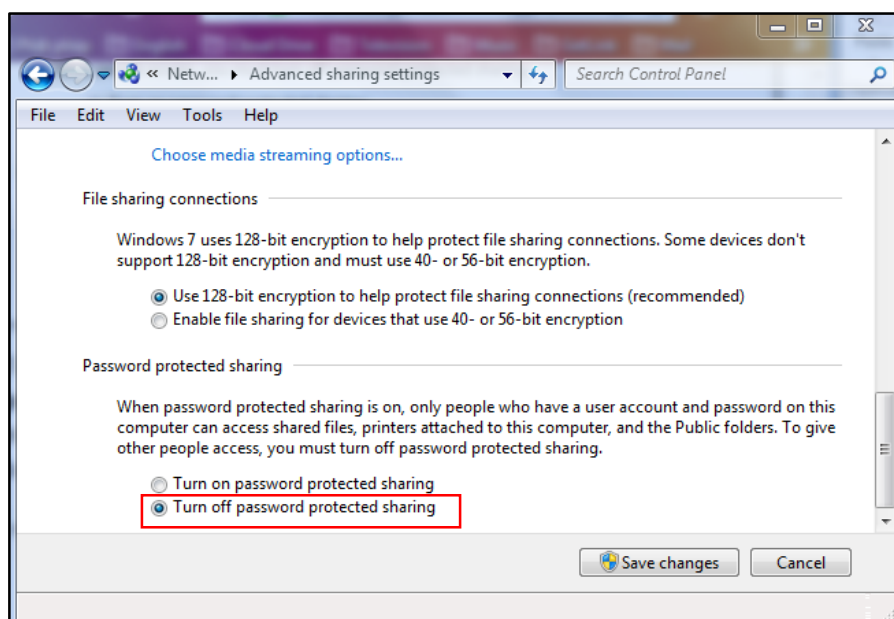 « Netw... Advanced sharing settings
Search Control Panel
File Edit View Tools Help
Choose media streaming options...
File sharing connections
Windows 7 uses 128-bit encryption to help protect file sharing connections. Some devices don't
support 128-bit encryption and must use 40- or 56-bit encryption.
Use 128-bit encryption to help protect file sharing connections (recommended)
Enable file sharing for devices that use 40- or 56-bit encryption
Password protected sharing
When password protected sharing is on, only people who have a user account and password on this
computer can access shared files, printers attached to this computer, and the Public folders. To give
other people access, you must turn off password protected sharing.
Turn on password protected sharing
Turn off password protected sharing
Save changes Cancel